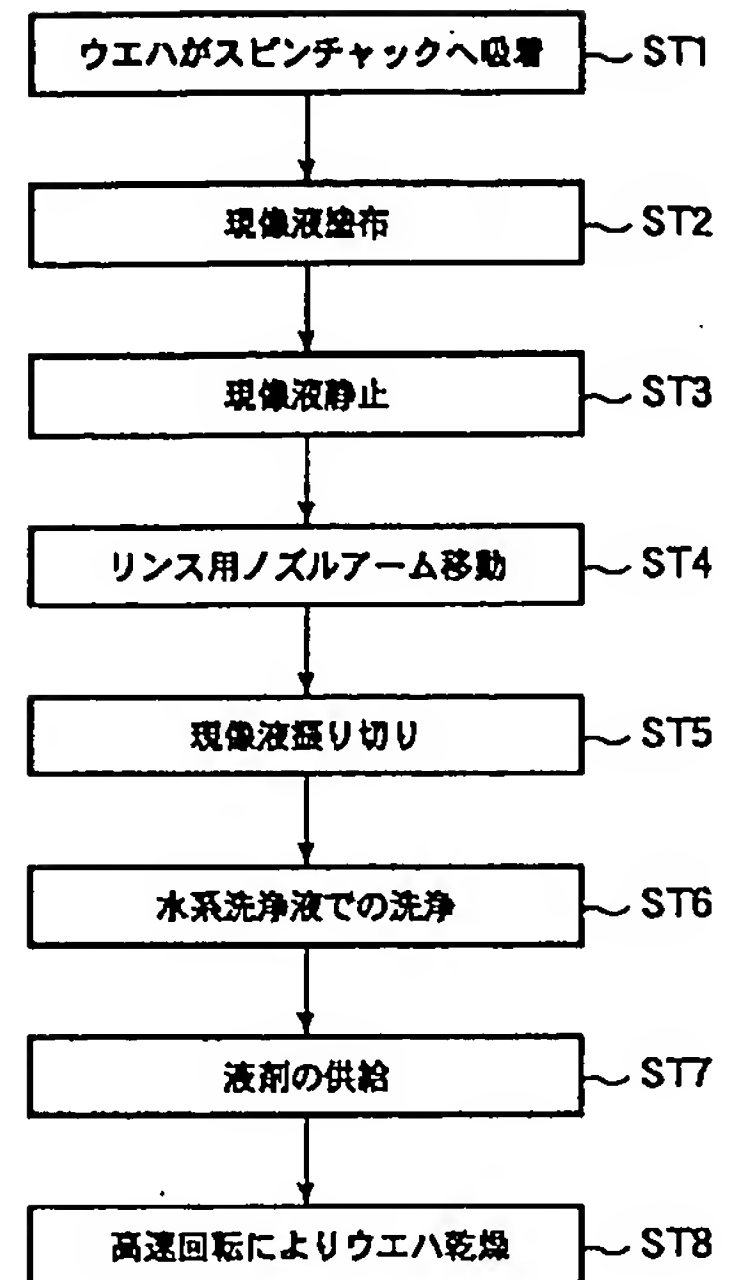 ウエハがスピンチャックへ吸着 ST1
現像液塗布 ST2
現像液静止 ST3
リンス用ノズルアーム移動 ST4
現像液振り切り ST5
水系洗浄液での洗浄 ST6
液剤の供給 ST7
高速回転によりウエハ乾燥 ST8